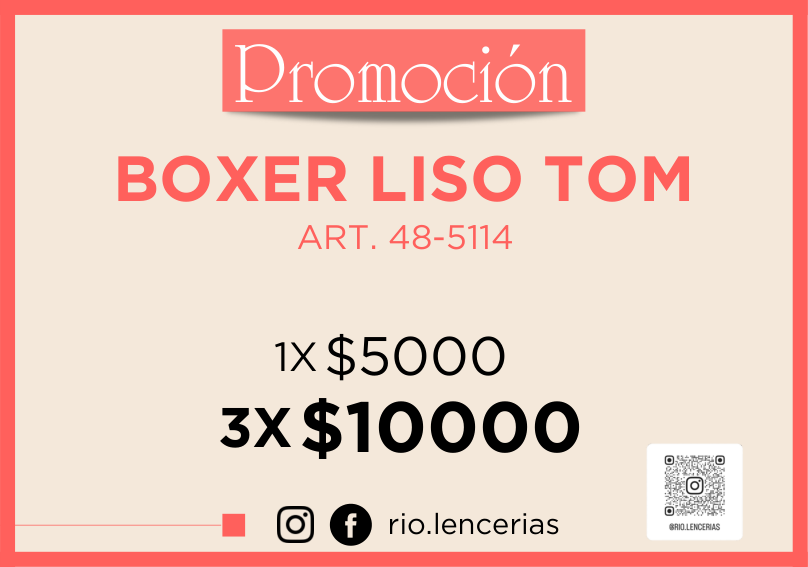 Promoción
BOXER LISO TOM
ART. 48-5114
1X $5000
3X $10000
rio.lencerias
@RIO.LENCERIAS